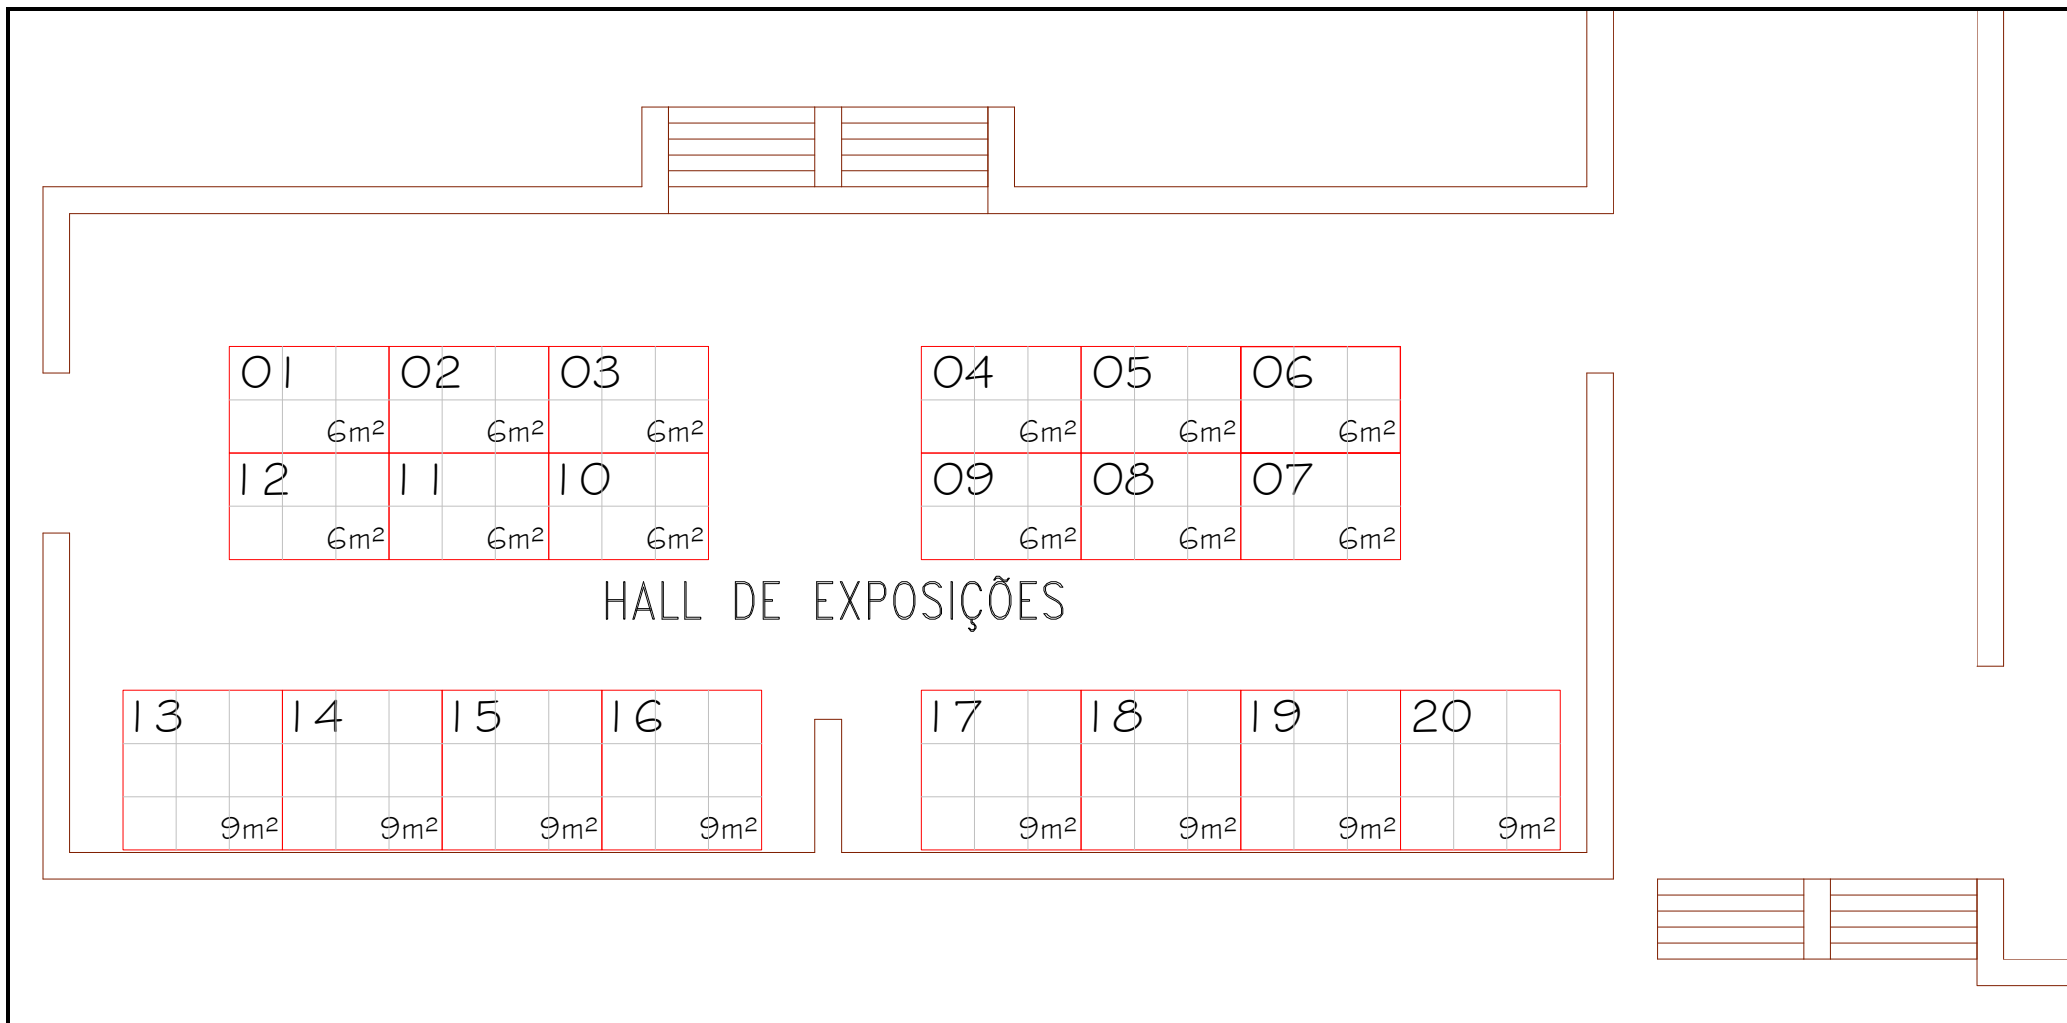 01 02 03 04 05 06
6m² 6m² 6m² 6m² 6m² 6m²
12 11 10 09 08 07
6m² 6m² 6m² 6m² 6m² 6m²
HALL DE EXPOSIÇÕES
13 14 15 16 17 18 19 20
9m² 9m² 9m² 9m² 9m² 9m² 9m² 9m²